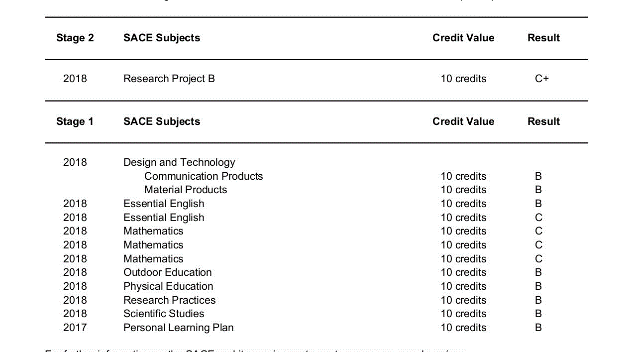 Stage 2 SACE Subjects Credit Value Result
2018 Research Project B 10 credits C+
Stage 1 SACE Subjects Credit Value Result
2018 Design and Technology
Communication Products 10 credits B
Material Products 10 credits B
2018 Essential English 10 credits B
2018 Essential English 10 credits C
2018 Mathematics 10 credits C
2018 Mathematics 10 credits C
2018 Mathematics 10 credits C
2018 Outdoor Education 10 credits B
2018 Physical Education 10 credits B
2018 Research Practices 10 credits B
2018 Scientific Studies 10 credits B
2017 Personal Learning Plan 10 credits B